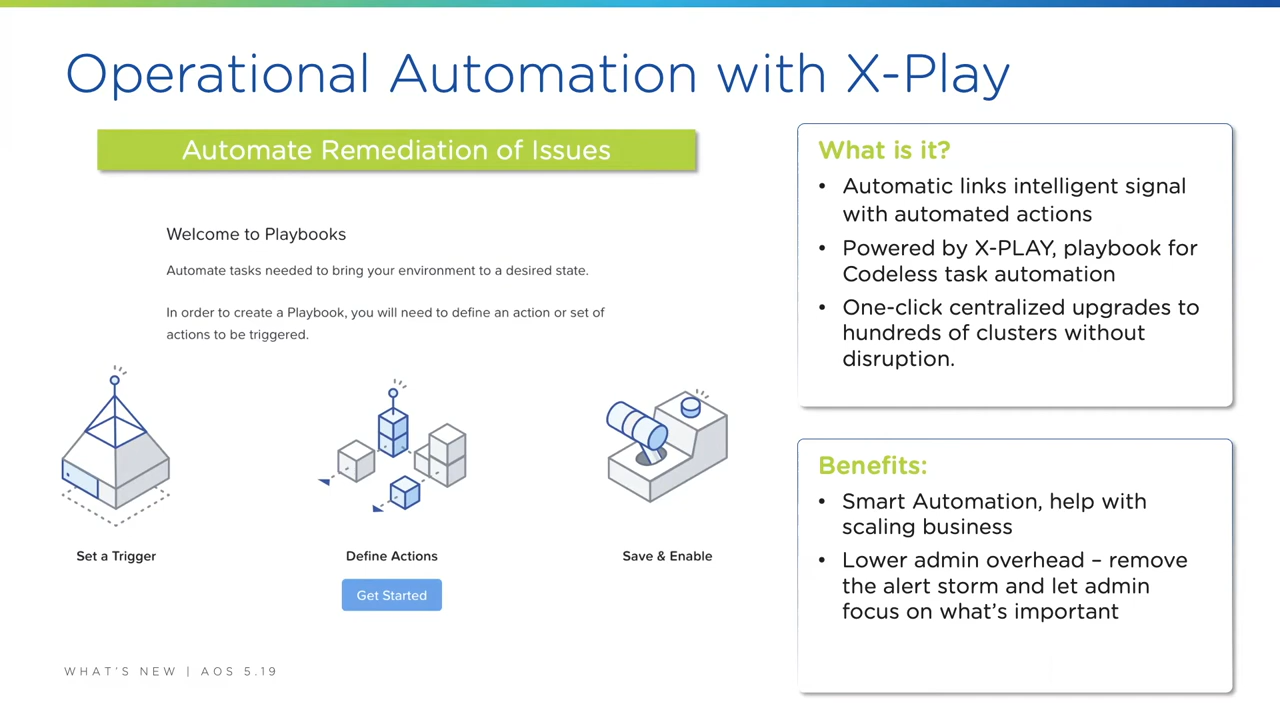 Operational Automation with X-Play
Automate Remediation of Issues
Welcome to Playbooks
Automate tasks needed to bring your environment to a desired state.
In order to create a Playbook, you will need to define an action or set of
actions to be triggered.
Set a Trigger
Define Actions
Save & Enable
Get Started
What is it?
• Automatic links intelligent signal
with automated actions
• Powered by X-PLAY, playbook for
Codeless task automation
• One-click centralized upgrades to
hundreds of clusters without
disruption.
Benefits:
• Smart Automation, help with
scaling business
• Lower admin overhead – remove
the alert storm and let admin
focus on what's important
WHAT'S NEW | AOS 5.19